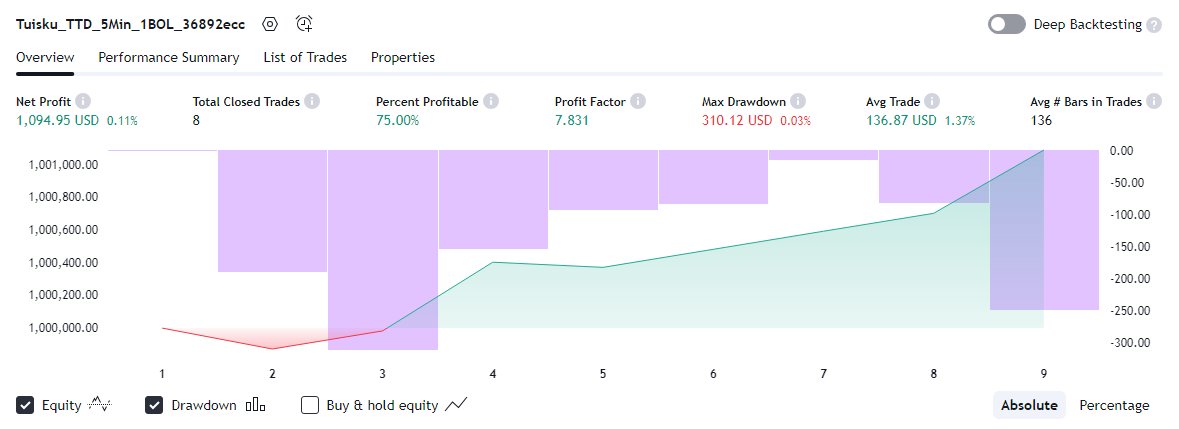 Tuisku_TTD_5Min_1BOL_36892ecc
Deep Backtesting ?
Overview Performance Summary List of Trades Properties
Net Profit i Total Closed Trades i Percent Profitable i Profit Factor i Max Drawdown i Avg Trade i Avg # Bars in Trades i
1,094.95 USD 0.11% 8 75.00% 7.831 310.12 USD 0.03% 136.87 USD 1.37% 136
1,001,000.00
1,000,800.00
1,000,600.00
1,000,400.00
1,000,200.00
1,000,000.00
0.00
-50.00
-100.00
-150.00
-200.00
-250.00
-300.00
1 2 3 4 5 6 7 8 9
Equity Drawdown Buy & hold equity Absolute Percentage